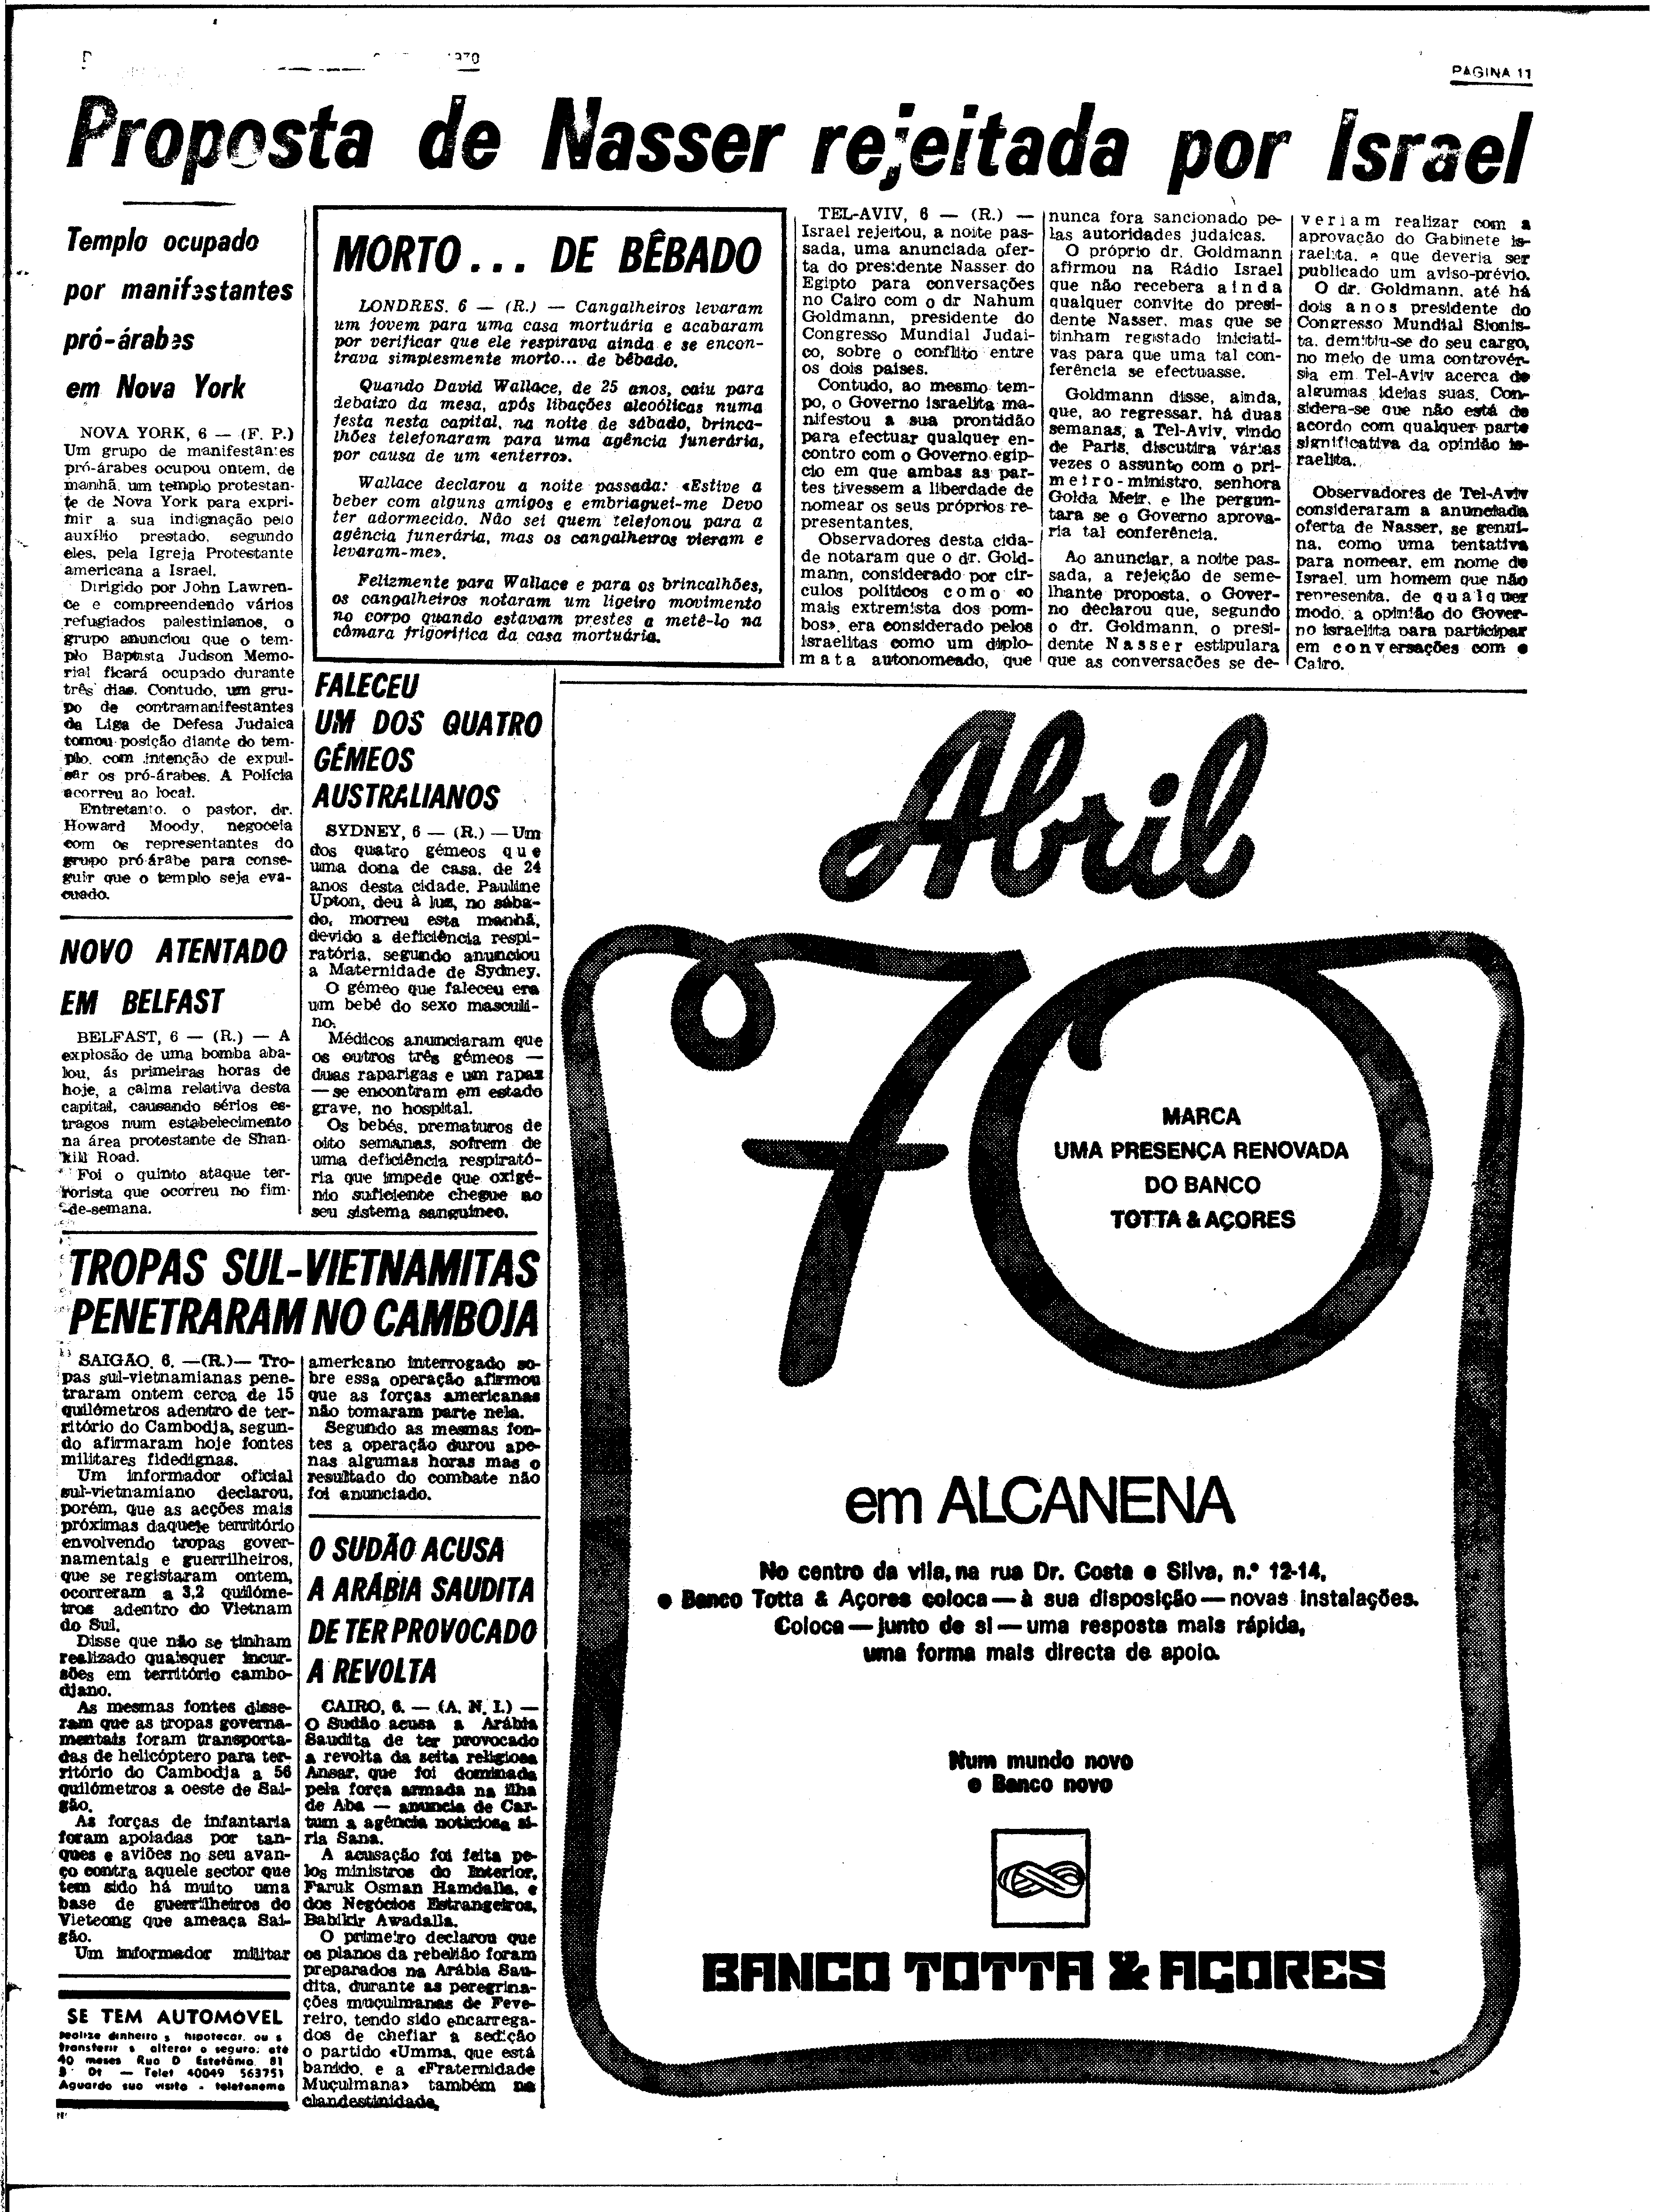 1970
PÁGINA 11
Proposta de Nasser rejeitada por Israel
Templo ocupado
por manifestantes
pró-árabes
em Nova York
NOVA YORK, 6 — (F. P.)
Um grupo de manifestantes
pró-árabes ocupou ontem, de
manhã, um templo protestan-
te de Nova York para expri-
mir a sua indignação pelo
auxílio prestado, segundo
eles, pela Igreja Protestante
americana a Israel.
Dirigido por John Lawren-
ce e compreendendo vários
refugiados palestinianos, o
grupo anunciou que o tem-
plo Baptista Judson Memo-
rial ficará ocupado durante
três dias. Contudo, um gru-
po de contramanifestantes
da Liga de Defesa Judaica
tomou posição diante do tem-
plo, com intenção de expul-
sar os pró-árabes. A Polícia
acorreu ao local.
Entretanto, o pastor, dr.
Howard Moody, negoceia
com os representantes do
grupo pró-árabe para conse-
guir que o templo seja eva-
cuado.
NOVO ATENTADO
EM BELFAST
BELFAST, 6 — (R.) — A
explosão de uma bomba aba-
lou, ás primeiras horas de
hoje, a calma relativa desta
capital, causando sérios es-
tragos num estabelecimento
na área protestante de Shan-
kill Road.
Foi o quinto ataque ter-
rorista que ocorreu no fim-
-de-semana.
MORTO... DE BÊBADO
LONDRES, 6 — (R.) — Cangalheiros levaram
um jovem para uma casa mortuária e acabaram
por verificar que ele respirava ainda e se encon-
trava simplesmente morto... de bêbado.
Quando David Wallace, de 25 anos, caiu para
debaixo da mesa, após libações alcoólicas numa
festa nesta capital, na noite de sábado, brinca-
lhões telefonaram para uma agência funerária,
por causa de um «enterro».
Wallace declarou a noite passada: «Estive a
beber com alguns amigos e embriaguei-me Devo
ter adormecido. Não sei quem telefonou para a
agência funerária, mas os cangalheiros vieram e
levaram-me».
Felizmente para Wallace e para os brincalhões,
os cangalheiros notaram um ligeiro movimento
no corpo quando estavam prestes a metê-lo na
câmara frigorífica da casa mortuária.
FALECEU
UM DOS QUATRO
GÉMEOS
AUSTRALIANOS
SYDNEY, 6 — (R.) — Um
dos quatro gémeos que
uma dona de casa, de 24
anos desta cidade, Pauline
Upton, deu à luz, no sába-
do, morreu esta manhã,
devido a deficiência respi-
ratória, segundo anunciou
a Maternidade de Sydney.
O gémeo que faleceu era
um bebé do sexo masculi-
no.
Médicos anunciaram que
os outros três gémeos —
duas raparigas e um rapaz
— se encontram em estado
grave, no hospital.
Os bebés, prematuros de
oito semanas, sofrem de
uma deficiência respirató-
ria que impede que oxigé-
nio suficiente chegue ao
seu sistema sanguíneo.
TEL-AVIV, 6 — (R.) —
Israel rejeitou, a noite pas-
sada, uma anunciada ofer-
ta do presidente Nasser do
Egipto para conversações
no Cairo com o dr Nahum
Goldmann, presidente do
Congresso Mundial Judai-
co, sobre o conflito entre
os dois países.
Contudo, ao mesmo tem-
po, o Governo israelita ma-
nifestou a sua prontidão
para efectuar qualquer en-
contro com o Governo egíp-
cio em que ambas as par-
tes tivessem a liberdade de
nomear os seus próprios re-
presentantes.
Observadores desta cida-
de notaram que o dr. Gold-
mann, considerado por cír-
culos políticos como «o
mais extremista dos pom-
bos», era considerado pelos
israelitas como um diplo-
mata autonomeado, que
nunca fora sancionado pe-
las autoridades judaicas.
O próprio dr. Goldmann
afirmou na Rádio Israel
que não recebera ainda
qualquer convite do presi-
dente Nasser, mas que se
tinham registado iniciati-
vas para que uma tal con-
ferência se efectuasse.
Goldmann disse, ainda,
que, ao regressar, há duas
semanas, a Tel-Aviv, vindo
de Paris, discutira várias
vezes o assunto com o pri-
meiro-ministro, senhora
Golda Meir, e lhe pergun-
tara se o Governo aprova-
ria tal conferência.
Ao anunciar, a noite pas-
sada, a rejeição de seme-
lhante proposta, o Gover-
no declarou que, segundo
o dr. Goldmann, o presi-
dente Nasser estipulara
que as conversações se de-
veriam realizar com a
aprovação do Gabinete is-
raelita, e que deveria ser
publicado um aviso-prévio.
O dr. Goldmann, até há
dois anos presidente do
Congresso Mundial Sionis-
ta, demitiu-se do seu cargo,
no meio de uma controvér-
sia em Tel-Aviv acerca de
algumas ideias suas. Con-
sidera-se que não está de
acordo com qualquer parte
significativa da opinião is-
raelita.
Observadores de Tel-Aviv
consideraram a anunciada
oferta de Nasser, se genuí-
na, como uma tentativa
para nomear, em nome de
Israel, um homem que não
representa, de qualquer
modo, a opinião do Gover-
no israelita para participar
em conversações com o
Cairo.
TROPAS SUL-VIETNAMITAS
PENETRARAM NO CAMBOJA
SAIGÃO, 6. —(R.)— Tro-
pas sul-vietnamianas pene-
traram ontem cerca de 15
quilómetros adentro de ter-
ritório do Cambodja, segun-
do afirmaram hoje fontes
militares fidedignas.
Um informador oficial
sul-vietnamiano declarou,
porém, que as acções mais
próximas daquele território
envolvendo tropas gover-
namentais e guerrilheiros,
que se registaram ontem,
ocorreram a 3,2 quilóme-
tros adentro do Vietnam
do Sul.
Disse que não se tinham
realizado quaisquer incur-
sões em território cambo-
djano.
As mesmas fontes disse-
ram que as tropas governa-
mentais foram transporta-
das de helicóptero para ter-
ritório do Cambodja a 56
quilómetros a oeste de Sai-
gão.
As forças de infantaria
foram apoiadas por tan-
ques e aviões no seu avan-
ço contra aquele sector que
tem sido há muito uma
base de guerrilheiros do
Vietcong que ameaça Sai-
gão.
Um informador militar
americano interrogado so-
bre essa operação afirmou
que as forças americanas
não tomaram parte nela.
Segundo as mesmas fon-
tes a operação durou ape-
nas algumas horas mas o
resultado do combate não
foi anunciado.
O SUDÃO ACUSA
A ARÁBIA SAUDITA
DE TER PROVOCADO
A REVOLTA
CAIRO, 6. — (A. N. I.) —
O Sudão acusa a Arábia
Saudita de ter provocado
a revolta da seita religiosa
Ansar, que foi dominada
pela força armada na ilha
de Aba — anuncia de Car-
tum a agência noticiosa sí-
ria Sana.
A acusação foi feita pe-
los ministros do Interior,
Faruk Osman Hamdalla, e
dos Negócios Estrangeiros,
Babikir Awadalla.
O primeiro declarou que
os planos da rebelião foram
preparados na Arábia Sau-
dita, durante as peregrina-
ções muçulmanas de Feve-
reiro, tendo sido encarrega-
dos de chefiar a sedição
o partido «Umma, que está
banido, e a «Fraternidade
Muçulmana» também na
clandestinidade.
SE TEM AUTOMÓVEL
realize dinheiro s hipotecar, ou s
transferir s alterar o seguro, até
40 meses Rua D Estefânia 81
Dt — Telef 40049 563751
Aguardo sua visita - telefonema
Abril
70
MARCA
UMA PRESENÇA RENOVADA
DO BANCO
TOTTA & AÇORES
em ALCANENA
No centro da vila, na rua Dr. Costa e Silva, n.º 12-14,
o Banco Totta & Açores coloca — à sua disposição — novas instalações.
Coloca — junto de si — uma resposta mais rápida,
uma forma mais directa de apoio.
Num mundo novo
o Banco novo
BANCO TOTTA & AÇORES